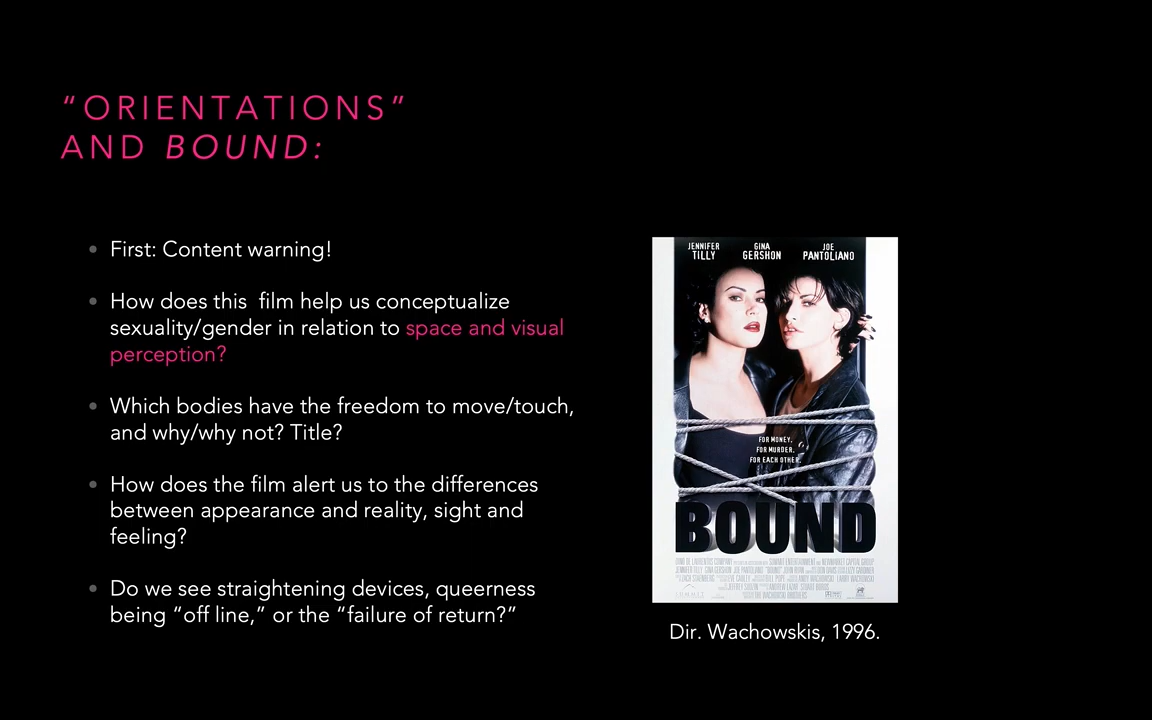 “ORIENTATIONS”
AND BOUND:
First: Content warning!
How does this film help us conceptualize
sexuality/gender in relation to space and visual
perception?
Which bodies have the freedom to move/touch,
and why/why not? Title?
How does the film alert us to the differences
between appearance and reality, sight and
feeling?
Do we see straightening devices, queerness
being “off line,” or the “failure of return?”
JENNIFER TILLY
GINA GERSHON
JOE PANTOLIANO
FOR MONEY.
FOR MURDER.
FOR EACH OTHER.
BOUND
Dir. Wachowskis, 1996.